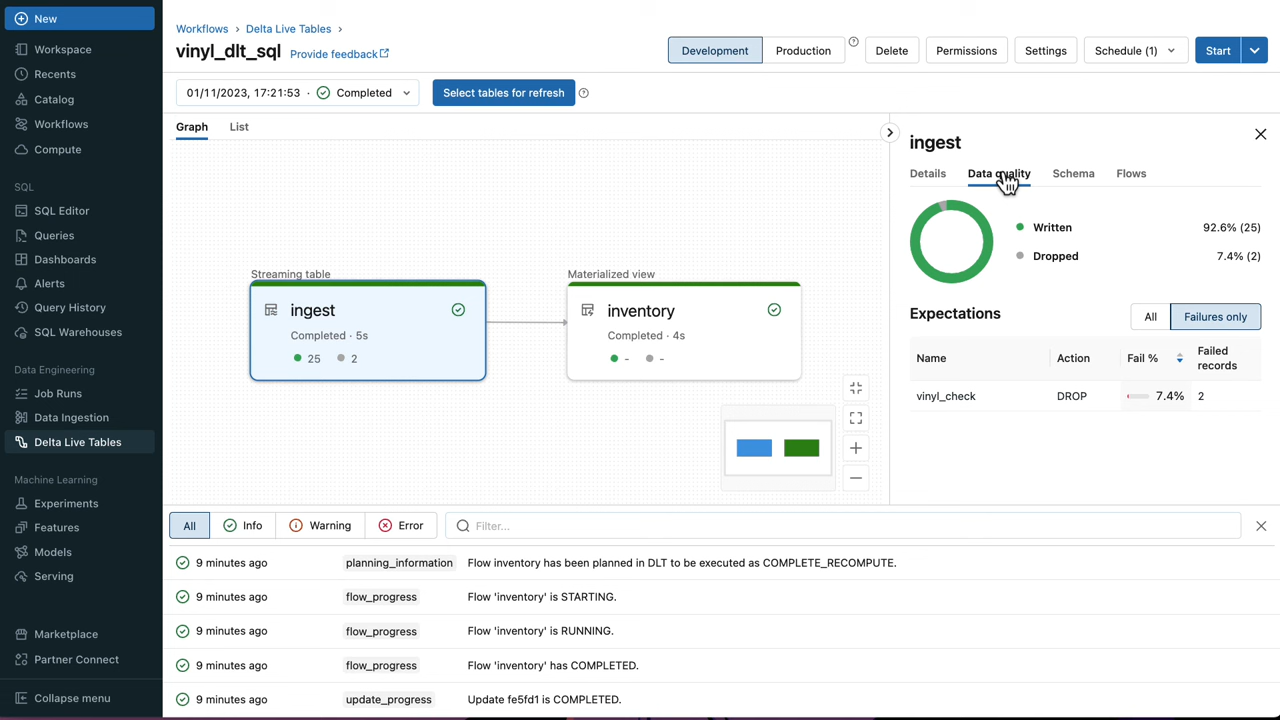 New
Workspace
Recents
Catalog
Workflows
Compute
SQL
SQL Editor
Queries
Dashboards
Alerts
Query History
SQL Warehouses
Data Engineering
Job Runs
Data Ingestion
Delta Live Tables
Machine Learning
Experiments
Features
Models
Serving
Marketplace
Partner Connect
Collapse menu
Workflows › Delta Live Tables ›
vinyl_dlt_sql Provide feedback
Development Production ? Delete Permissions Settings Schedule (1) Start
01/11/2023, 17:21:53 · Completed Select tables for refresh ?
Graph List
Streaming table
ingest
Completed · 5s
25 2
Materialized view
inventory
Completed · 4s
- -
ingest
Details Data quality Schema Flows
Written 92.6% (25)
Dropped 7.4% (2)
Expectations All Failures only
Name Action Fail % Failed records
vinyl_check DROP 7.4% 2
All Info Warning Error Filter...
9 minutes ago planning_information Flow inventory has been planned in DLT to be executed as COMPLETE_RECOMPUTE.
9 minutes ago flow_progress Flow 'inventory' is STARTING.
9 minutes ago flow_progress Flow 'inventory' is RUNNING.
9 minutes ago flow_progress Flow 'inventory' has COMPLETED.
9 minutes ago update_progress Update fe5fd1 is COMPLETED.